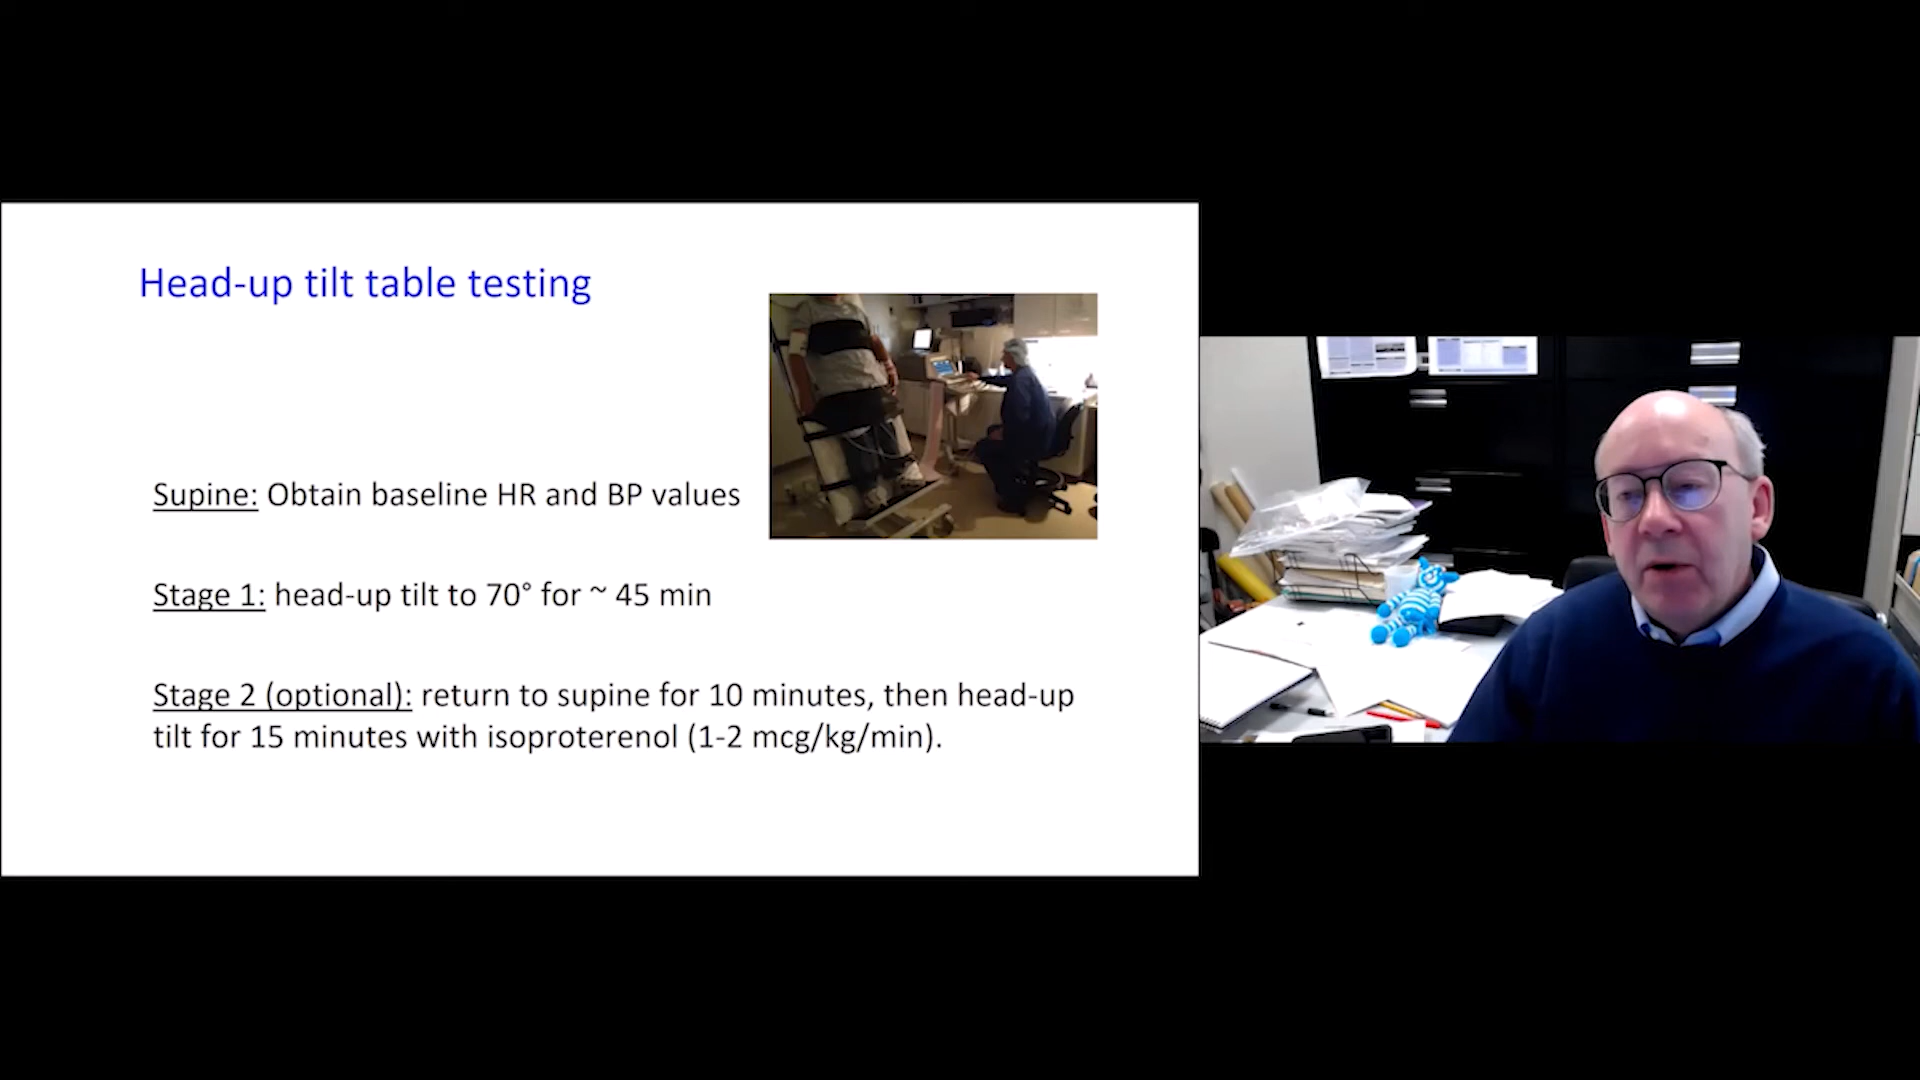 Head-up tilt table testing
Supine: Obtain baseline HR and BP values
Stage 1: head-up tilt to 70° for ~ 45 min
Stage 2 (optional): return to supine for 10 minutes, then head-up
tilt for 15 minutes with isoproterenol (1-2 mcg/kg/min).